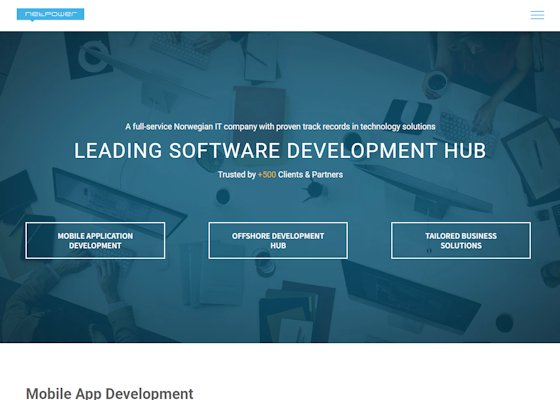 netpower
A full-service Norwegian IT company with proven track records in technology solutions
LEADING SOFTWARE DEVELOPMENT HUB
Trusted by +500 Clients & Partners
MOBILE APPLICATION
DEVELOPMENT
OFFSHORE DEVELOPMENT
HUB
TAILORED BUSINESS
SOLUTIONS
Mobile App Development